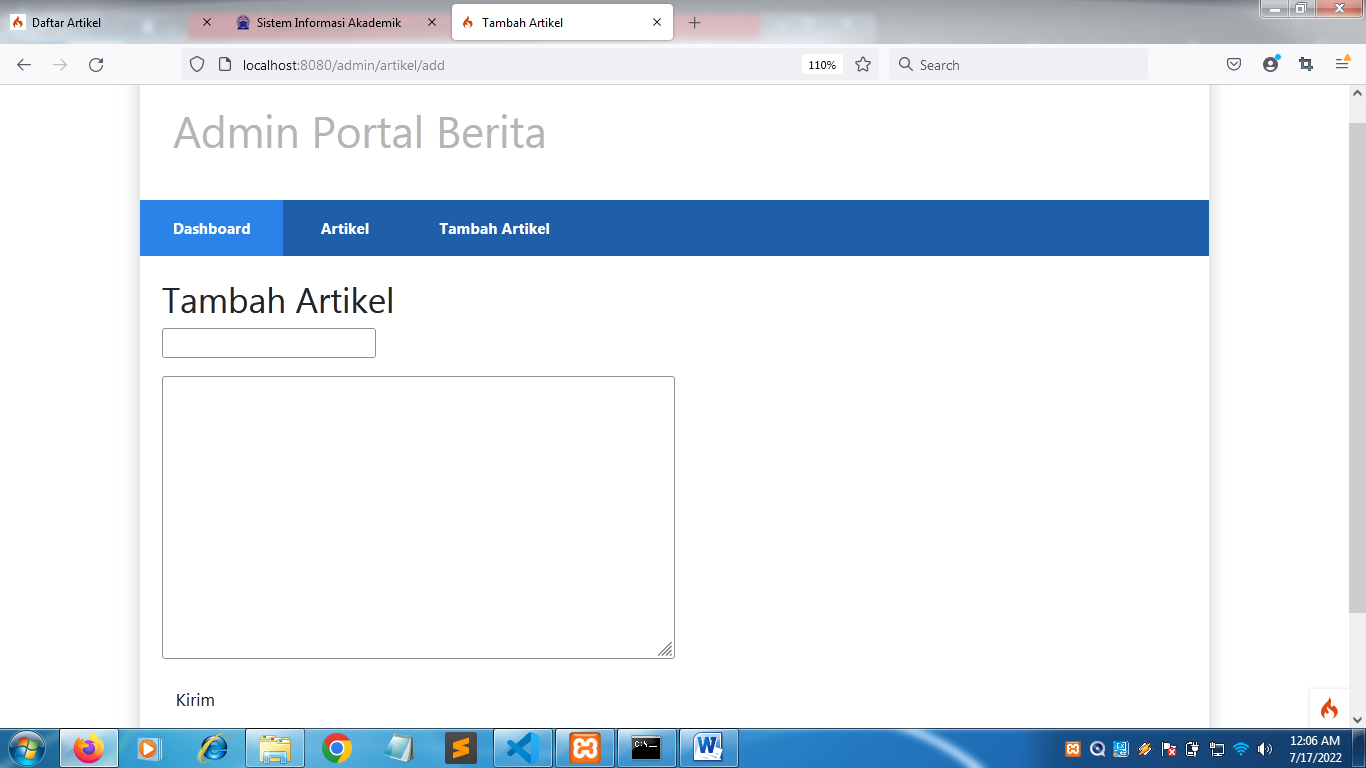 Daftar Artikel
Sistem Informasi Akademik
Tambah Artikel
localhost:8080/admin/artikel/add
110%
Search
Admin Portal Berita
Dashboard
Artikel
Tambah Artikel
Tambah Artikel
Kirim
12:06 AM
7/17/2022